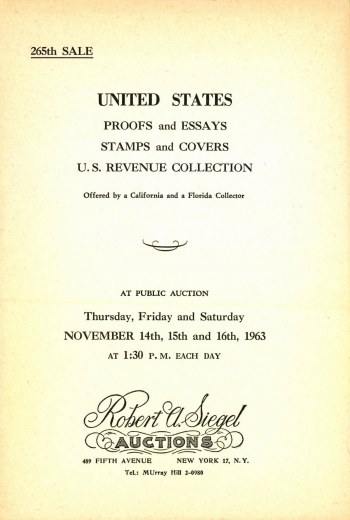 265th SALE
UNITED STATES
PROOFS and ESSAYS
STAMPS and COVERS
U. S. REVENUE COLLECTION
Offered by a California and a Florida Collector
AT PUBLIC AUCTION
Thursday, Friday and Saturday
NOVEMBER 14th, 15th and 16th, 1963
AT 1:30 P. M. EACH DAY
Robert A. Siegel
AUCTIONS
489 FIFTH AVENUE NEW YORK 17, N. Y.
TeL: MUrray Hill 2-0980